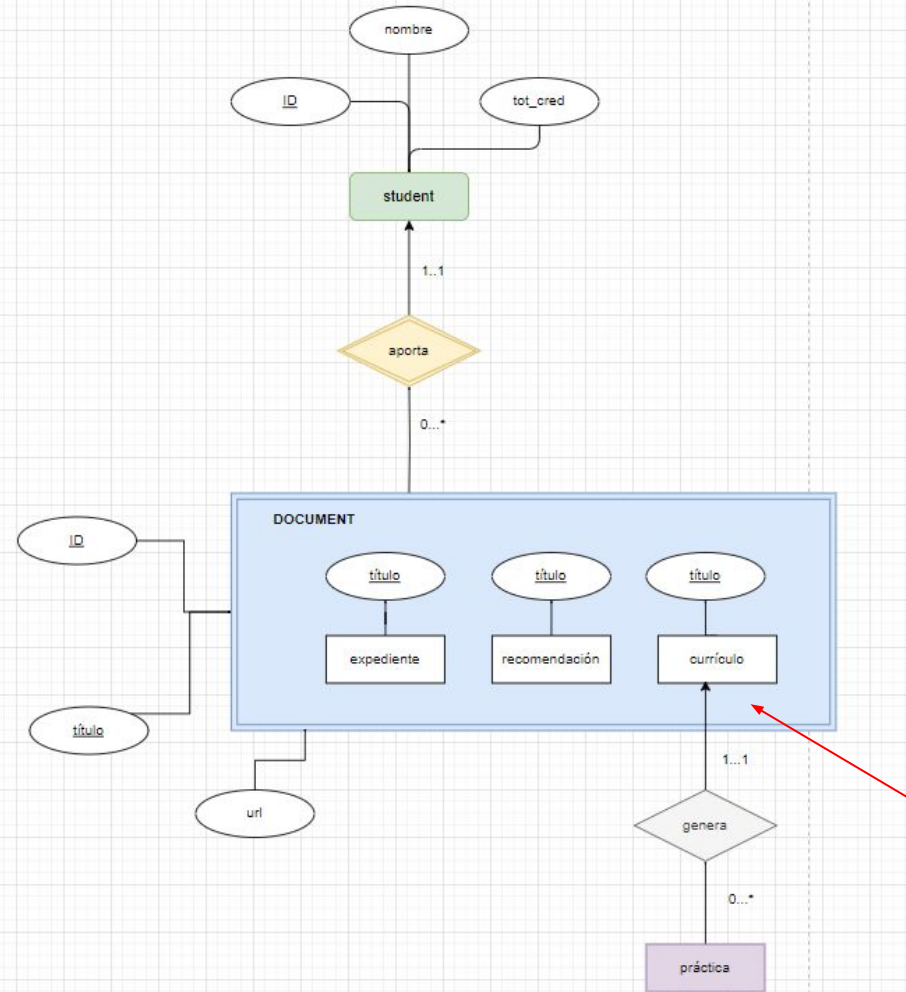 nombre
ID
tot_cred
student
1..1
aporta
0...*
DOCUMENT
ID
título
título
título
expediente
recomendación
currículo
título
1...1
url
genera
0...*
práctica